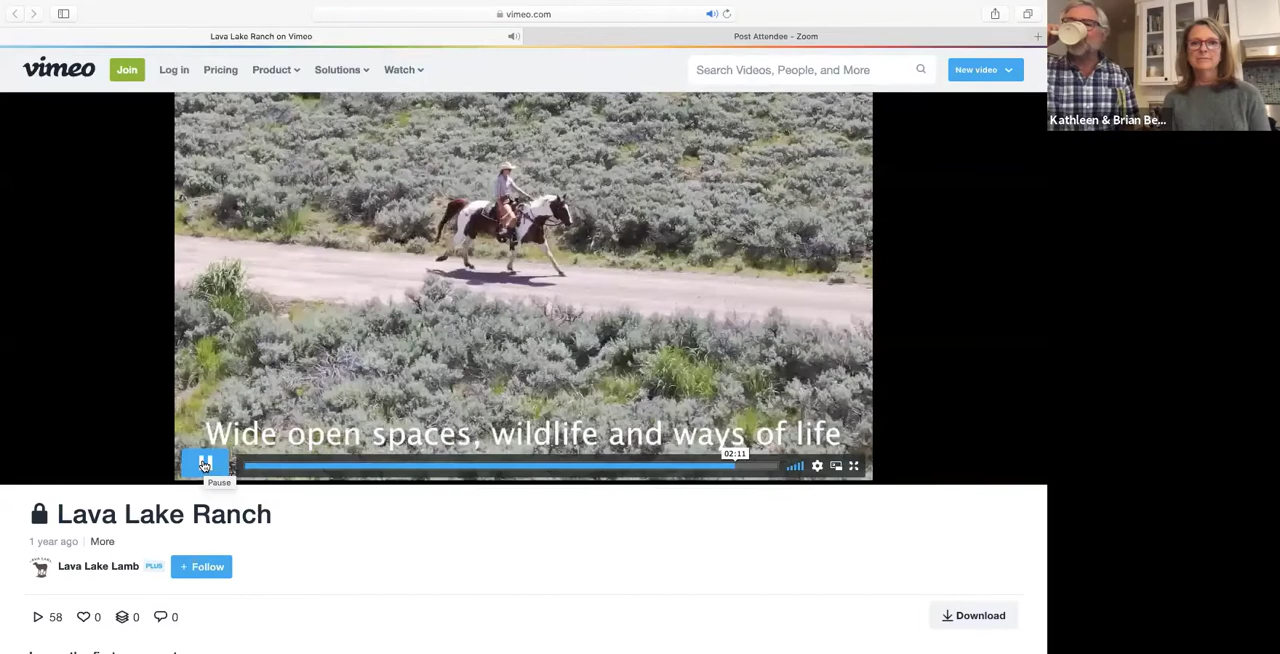 vimeo.com
Lava Lake Ranch on Vimeo
Post Attendee - Zoom
vimeo
Join
Log in
Pricing
Product
Solutions
Watch
Search Videos, People, and More
New video
Kathleen & Brian Be...
Wide open spaces, wildlife and ways of life
02:11
Pause
Lava Lake Ranch
1 year ago
More
Lava Lake Lamb
PLUS
+ Follow
58
0
0
0
Download